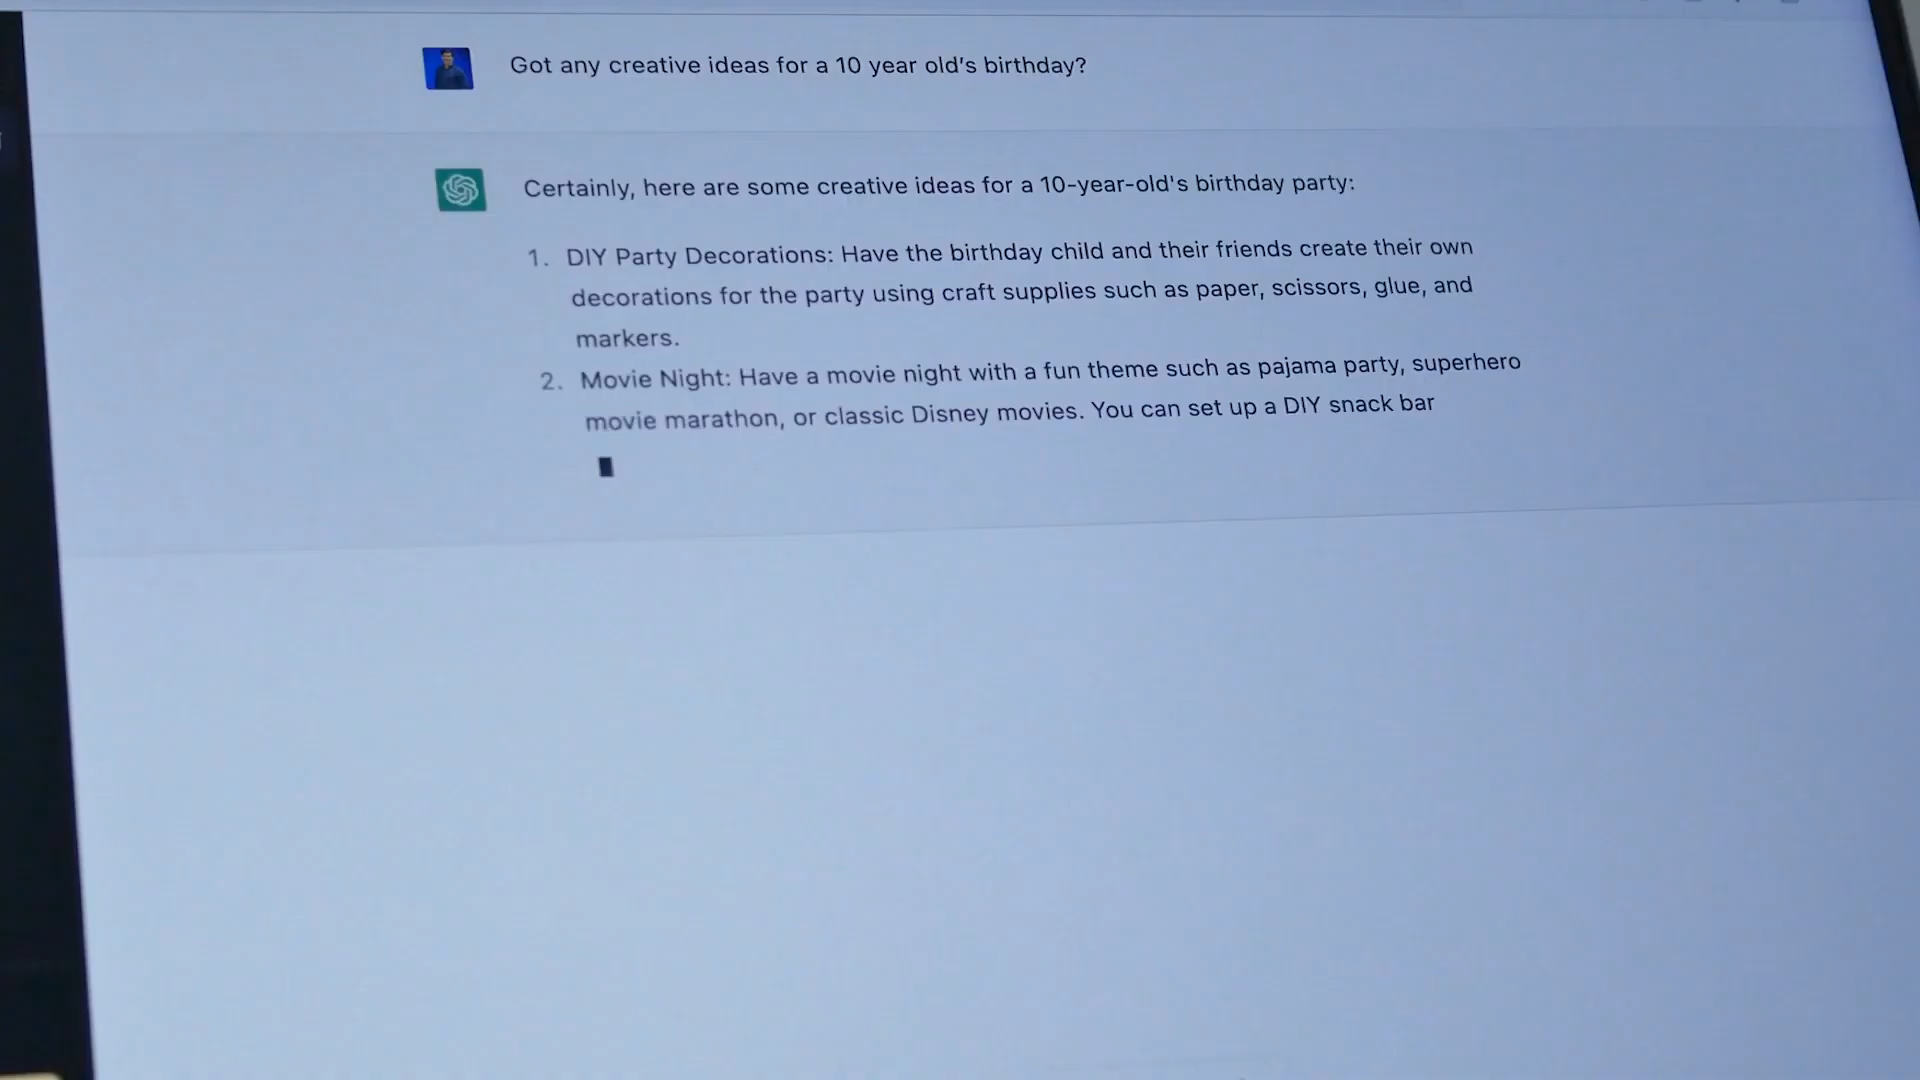 Got any creative ideas for a 10 year old's birthday?
Certainly, here are some creative ideas for a 10-year-old's birthday party:
1. DIY Party Decorations: Have the birthday child and their friends create their own
decorations for the party using craft supplies such as paper, scissors, glue, and
markers.
2. Movie Night: Have a movie night with a fun theme such as pajama party, superhero
movie marathon, or classic Disney movies. You can set up a DIY snack bar